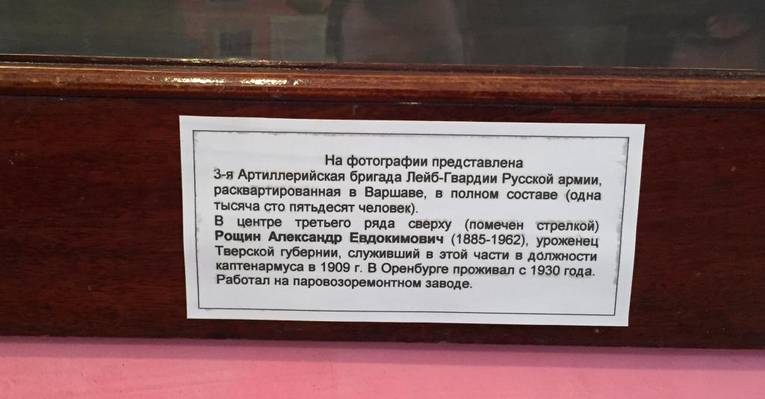 На фотографии представлена
3-я Артиллерийская бригада Лейб-Гвардии Русской армии,
расквартированная в Варшаве, в полном составе (одна
тысяча сто пятьдесят человек).
В центре третьего ряда сверху (помечен стрелкой)
Рощин Александр Евдокимович (1885-1962), уроженец
Тверской губернии, служивший в этой части в должности
каптенармуса в 1909 г. В Оренбурге проживал с 1930 года.
Работал на паровозоремонтном заводе.